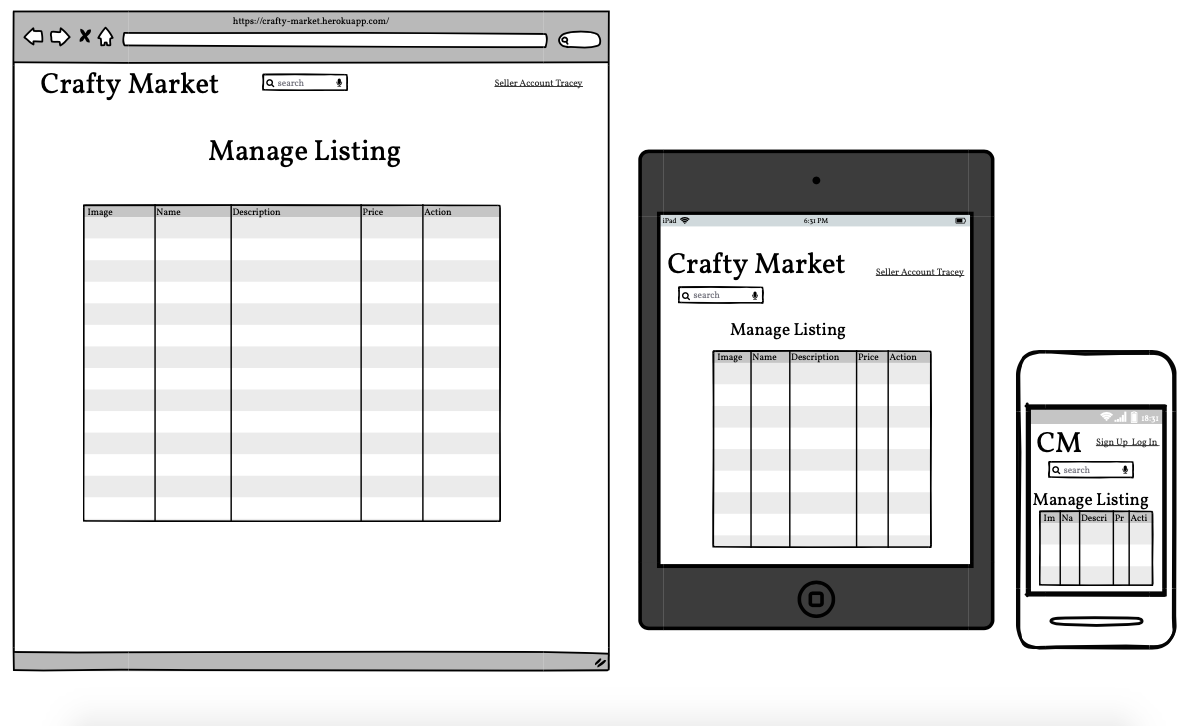 https://crafty-market.herokuapp.com/
Crafty Market
search
Seller Account Tracey
Manage Listing
Image Name Description Price Action
iPad 6:31 PM
Crafty Market
Seller Account Tracey
search
Manage Listing
Image Name Description Price Action
18:31
CM
Sign Up Log In
search
Manage Listing
Im Na Descri Pr Acti